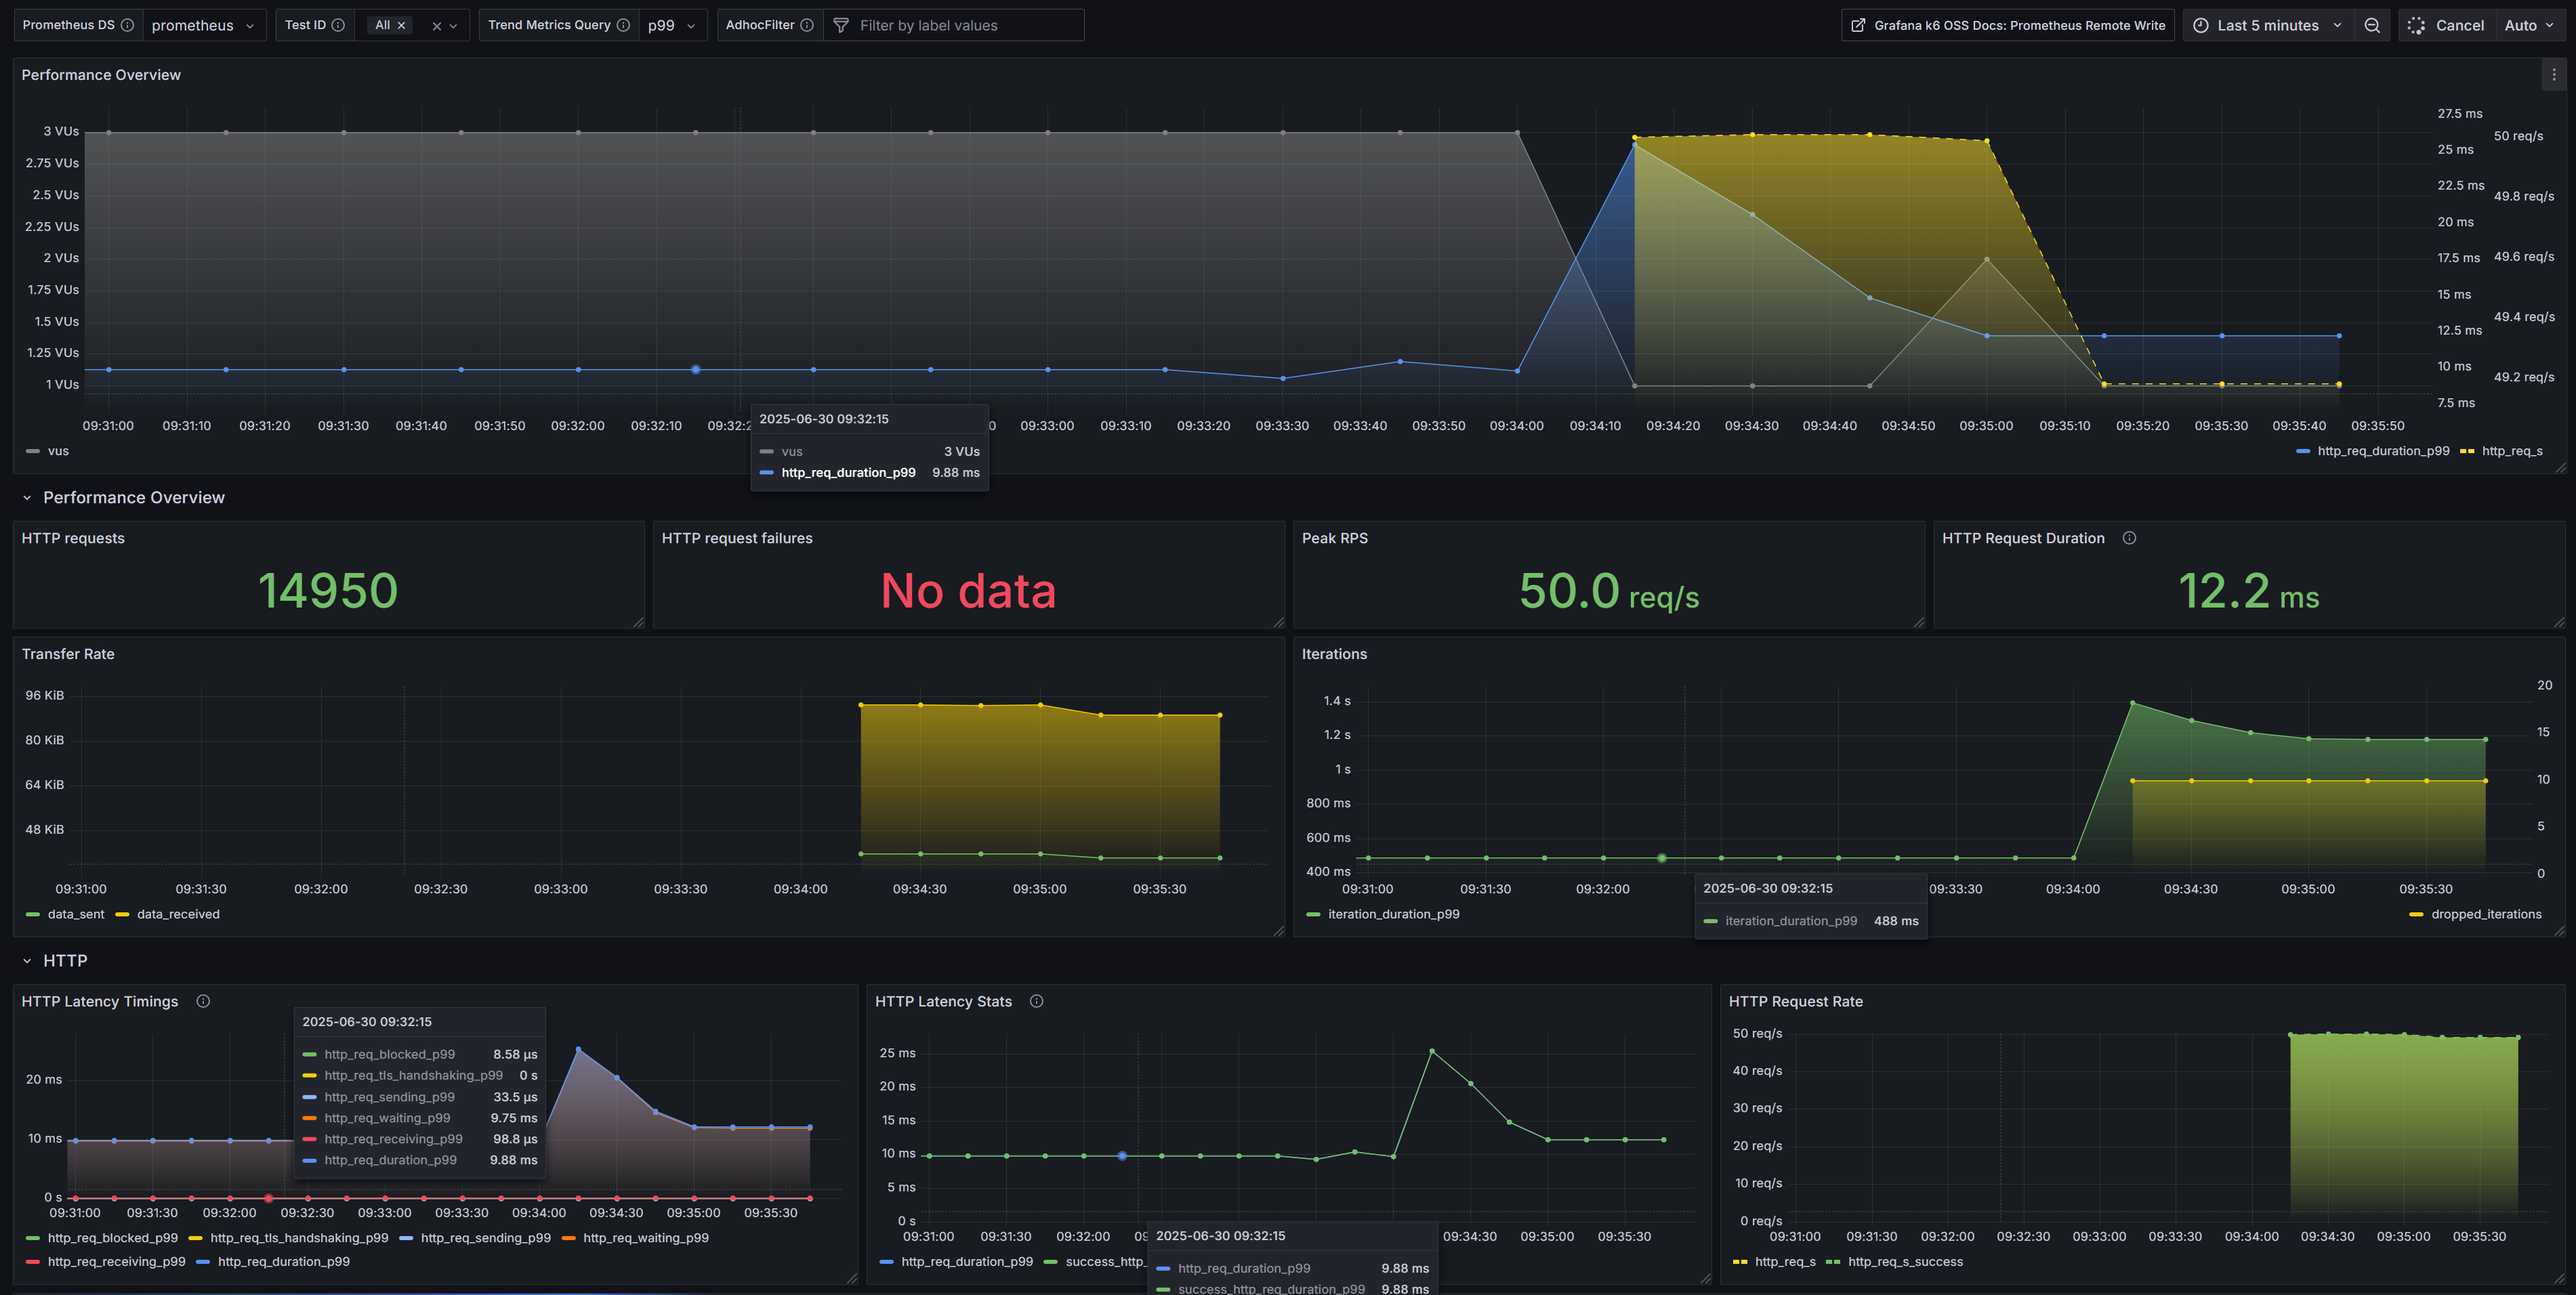 Prometheus DS prometheus Test ID All Trend Metrics Query p99 AdhocFilter Filter by label values Grafana k6 OSS Docs: Prometheus Remote Write Last 5 minutes Cancel Auto
Performance Overview
27.5 ms
3 VUs 50 req/s
25 ms
2.75 VUs
22.5 ms
2.5 VUs 49.8 req/s
20 ms
2.25 VUs
2 VUs 17.5 ms 49.6 req/s
1.75 VUs 15 ms
1.5 VUs 49.4 req/s
12.5 ms
1.25 VUs
10 ms
1 VUs 49.2 req/s
7.5 ms
09:31:00 09:31:10 09:31:20 09:31:30 09:31:40 09:31:50 09:32:00 09:32:10 09:32:2 0 09:33:00 09:33:10 09:33:20 09:33:30 09:33:40 09:33:50 09:34:00 09:34:10 09:34:20 09:34:30 09:34:40 09:34:50 09:35:00 09:35:10 09:35:20 09:35:30 09:35:40 09:35:50
2025-06-30 09:32:15
vus 3 VUs
http_req_duration_p99 9.88 ms
vus http_req_duration_p99 http_req_s
Performance Overview
HTTP requests
14950
HTTP request failures
No data
Peak RPS
50.0 req/s
HTTP Request Duration
12.2 ms
Transfer Rate
96 KiB
80 KiB
64 KiB
48 KiB
09:31:00 09:31:30 09:32:00 09:32:30 09:33:00 09:33:30 09:34:00 09:34:30 09:35:00 09:35:30
data_sent data_received
Iterations
20
1.4 s
1.2 s 15
1 s
10
800 ms
600 ms 5
400 ms 0
09:31:00 09:31:30 09:32:00 09:33:30 09:34:00 09:34:30 09:35:00 09:35:30
2025-06-30 09:32:15
iteration_duration_p99 488 ms
iteration_duration_p99 dropped_iterations
HTTP
HTTP Latency Timings
2025-06-30 09:32:15
http_req_blocked_p99 8.58 µs
http_req_tls_handshaking_p99 0 s
http_req_sending_p99 33.5 µs
http_req_waiting_p99 9.75 ms
http_req_receiving_p99 98.8 µs
http_req_duration_p99 9.88 ms
20 ms
10 ms
0 s
09:31:00 09:31:30 09:32:00 09:32:30 09:33:00 09:33:30 09:34:00 09:34:30 09:35:00 09:35:30
http_req_blocked_p99 http_req_tls_handshaking_p99 http_req_sending_p99 http_req_waiting_p99
http_req_receiving_p99 http_req_duration_p99
HTTP Latency Stats
25 ms
20 ms
15 ms
10 ms
5 ms
0 s
09:31:00 09:31:30 09:32:00 09 09:34:30 09:35:00 09:35:30
2025-06-30 09:32:15
http_req_duration_p99 9.88 ms
success_http_req_duration_p99 9.88 ms
http_req_duration_p99 success_http_
HTTP Request Rate
50 req/s
40 req/s
30 req/s
20 req/s
10 req/s
0 req/s
09:31:00 09:31:30 09:32:00 09:32:30 09:33:00 09:33:30 09:34:00 09:34:30 09:35:00 09:35:30
http_req_s http_req_s_success